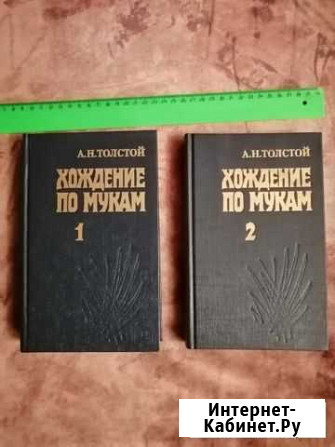 А.Н.ТОЛСТОЙ
ХОЖДЕНИЕ
ПО МУКАМ
1
А.Н.ТОЛСТОЙ
ХОЖДЕНИЕ
ПО МУКАМ
2
Интернет-
Кабинет.Ру